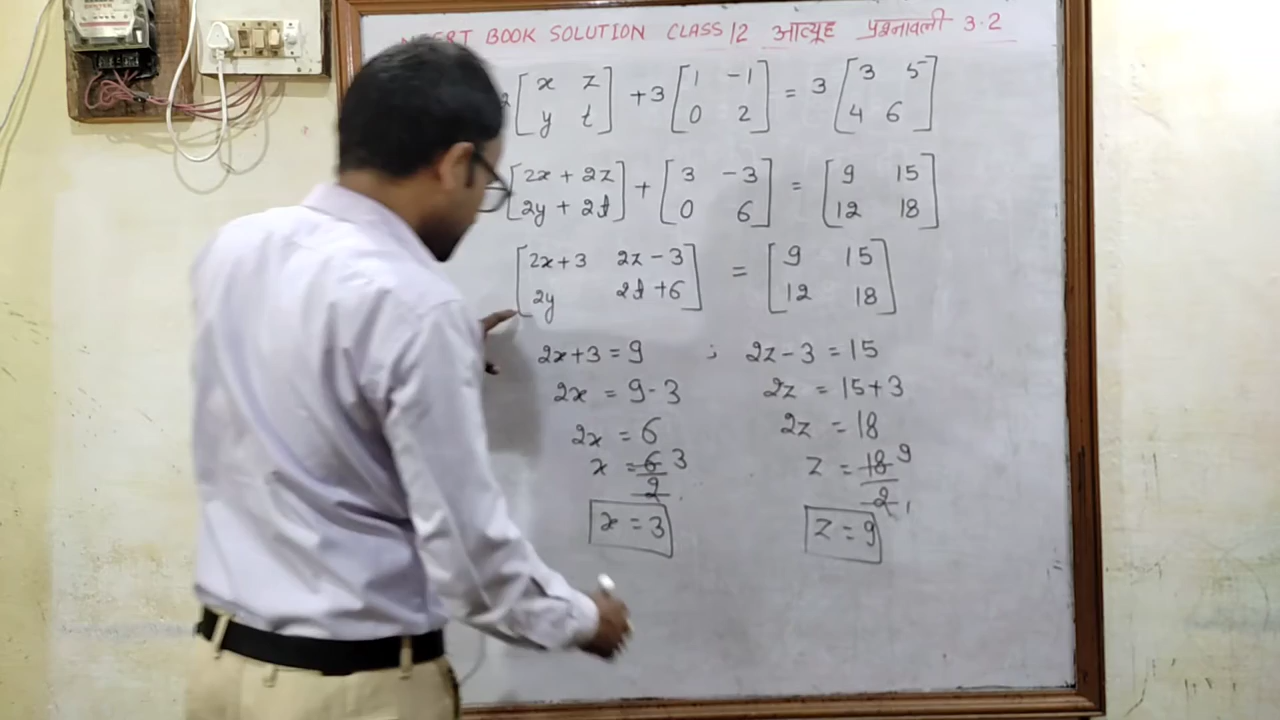 BOOK SOLUTION CLASS 12 आव्यूह प्रश्नावली 3.2
[x z] + 3 [1 -1] = 3 [3 5]
[y t] [0 2] [4 6]
[2x + 2z] + [3 -3] = [9 15]
[2y + 2t] [0 6] [12 18]
[2x+3 2z-3] = [9 15]
[2y 2t+6] [12 18]
2x+3 = 9 ; 2z-3 = 15
2x = 9-3 2z = 15+3
2x = 6 2z = 18
x = 6/2 3 z = 18/2 9
x = 3 z = 9